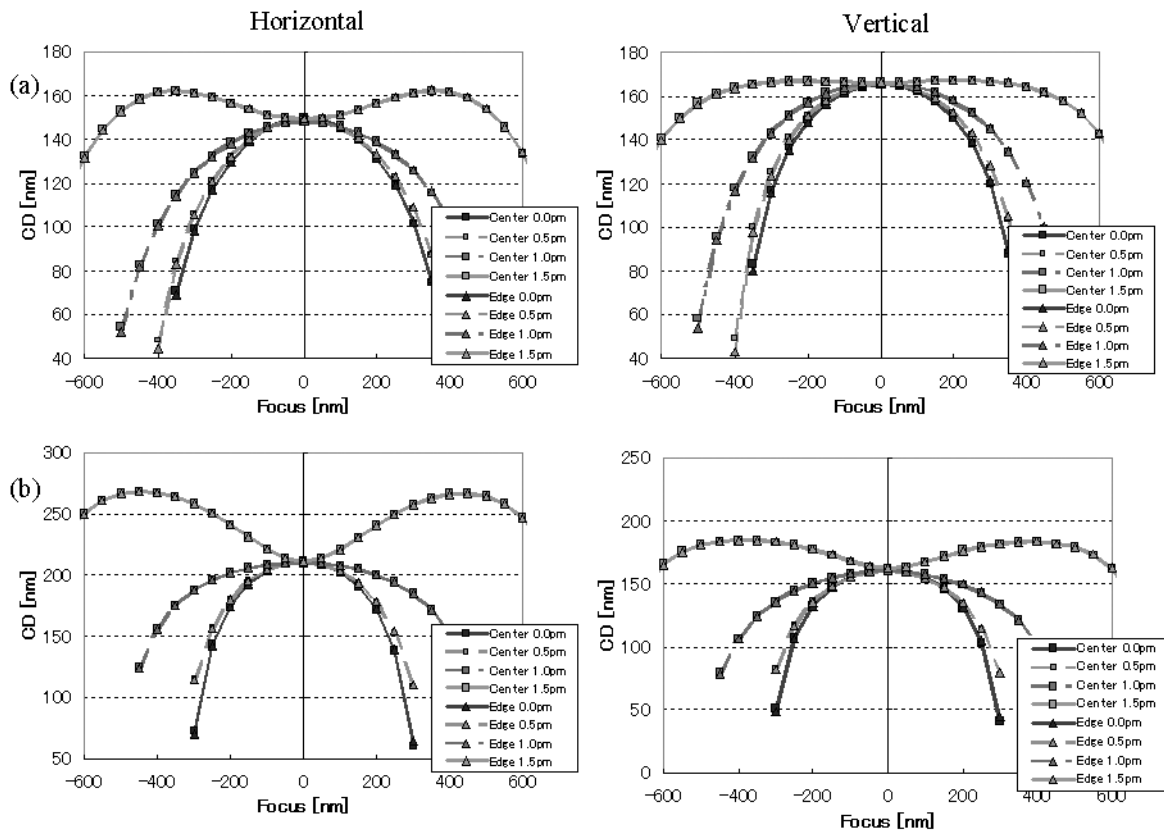 Horizontal
Vertical
(a)
180
160
140
120
100
80
60
40
CD [nm]
-600 -400 -200 0 200 400 600
Focus [nm]
Center 0.0pm
Center 0.5pm
Center 1.0pm
Center 1.5pm
Edge 0.0pm
Edge 0.5pm
Edge 1.0pm
Edge 1.5pm
180
160
140
120
100
80
60
40
CD [nm]
-600 -400 -200 0 200 400 600
Focus [nm]
Center 0.0pm
Center 0.5pm
Center 1.0pm
Center 1.5pm
Edge 0.0pm
Edge 0.5pm
Edge 1.0pm
Edge 1.5pm
(b)
300
250
200
150
100
50
CD [nm]
-600 -400 -200 0 200 400 600
Focus [nm]
Center 0.0pm
Center 0.5pm
Center 1.0pm
Center 1.5pm
Edge 0.0pm
Edge 0.5pm
Edge 1.0pm
Edge 1.5pm
250
200
150
100
50
0
CD [nm]
-600 -400 -200 0 200 400 600
Focus [nm]
Center 0.0pm
Center 0.5pm
Center 1.0pm
Center 1.5pm
Edge 0.0pm
Edge 0.5pm
Edge 1.0pm
Edge 1.5pm